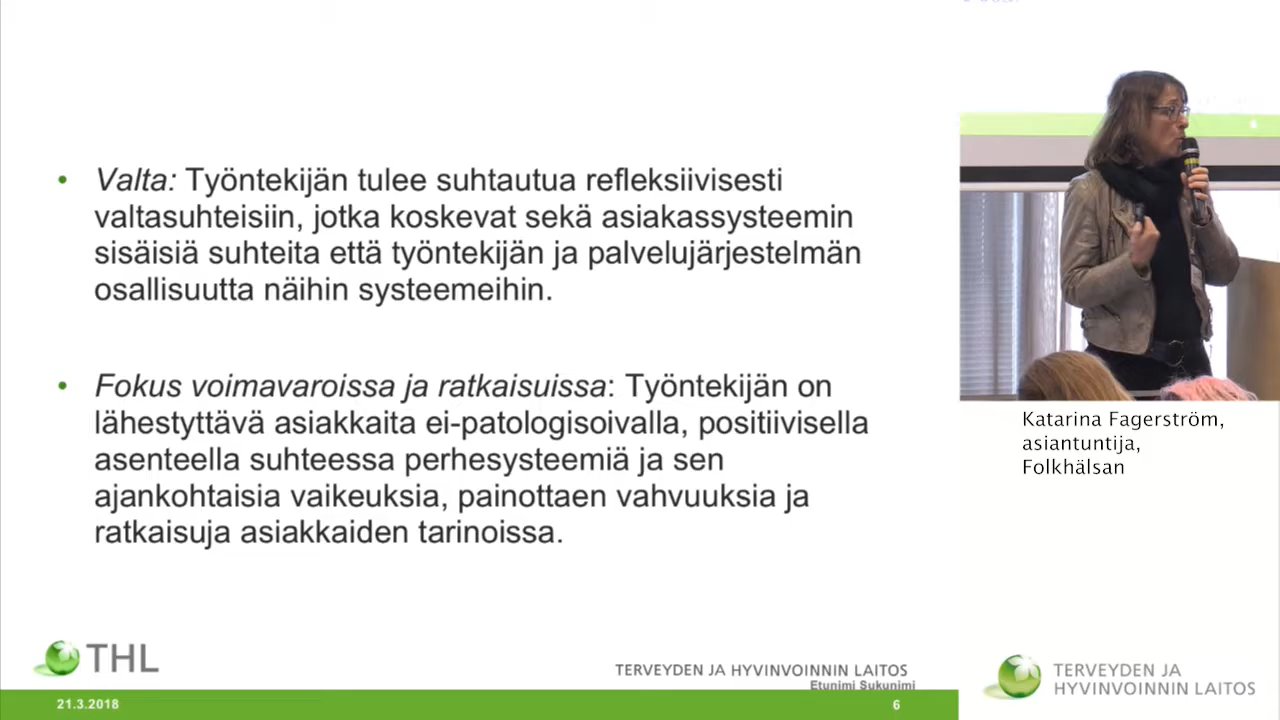 • Valta: Työntekijän tulee suhtautua refleksiivisesti
valtasuhteisiin, jotka koskevat sekä asiakassysteemin
sisäisiä suhteita että työntekijän ja palvelujärjestelmän
osallisuutta näihin systeemeihin.
• Fokus voimavaroissa ja ratkaisuissa: Työntekijän on
lähestyttävä asiakkaita ei-patologisoivalla, positiivisella
asenteella suhteessa perhesysteemiä ja sen
ajankohtaisia vaikeuksia, painottaen vahvuuksia ja
ratkaisuja asiakkaiden tarinoissa.
THL
TERVEYDEN JA HYVINVOINNIN LAITOS
Etunimi Sukunimi
21.3.2018
6
Katarina Fagerström,
asiantuntija,
Folkhälsan
TERVEYDEN JA
HYVINVOINNIN LAITOS